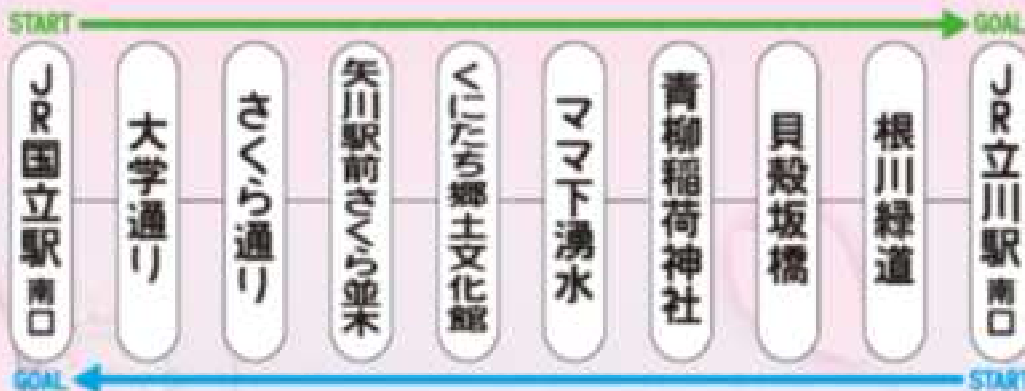 START
GOAL
JR国立駅 南口
大学通り
さくら通り
矢川駅前さくら並木
くにたち郷土文化館
ママ下湧水
青柳稲荷神社
貝殻坂橋
根川緑道
JR立川駅 南口
GOAL
START